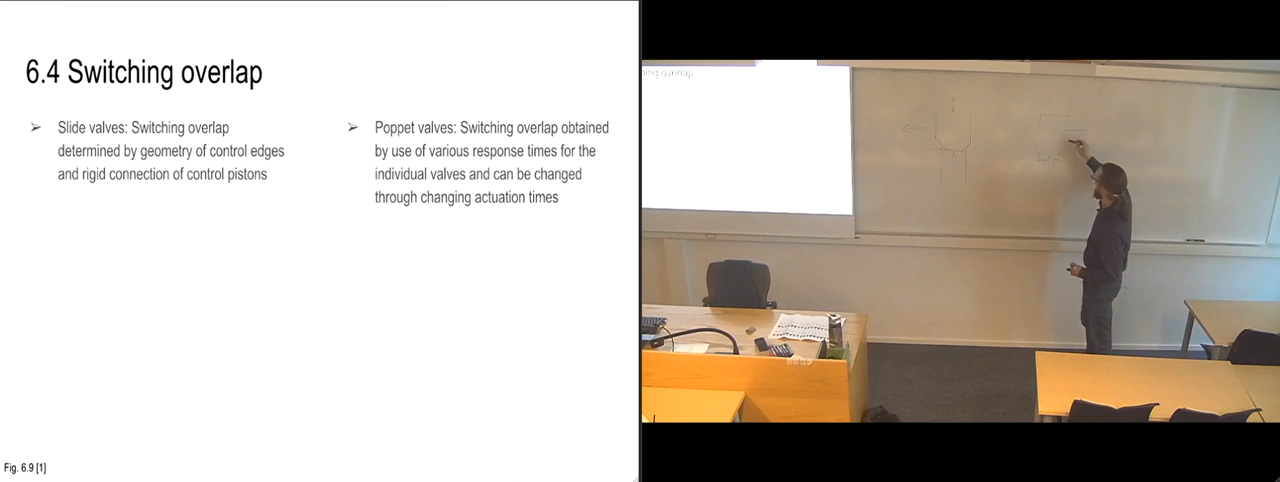 6.4 Switching overlap
➢ Slide valves: Switching overlap
determined by geometry of control edges
and rigid connection of control pistons
➢ Poppet valves: Switching overlap obtained
by use of various response times for the
individual valves and can be changed
through changing actuation times
Fig. 6.9 [1]
ing overlap